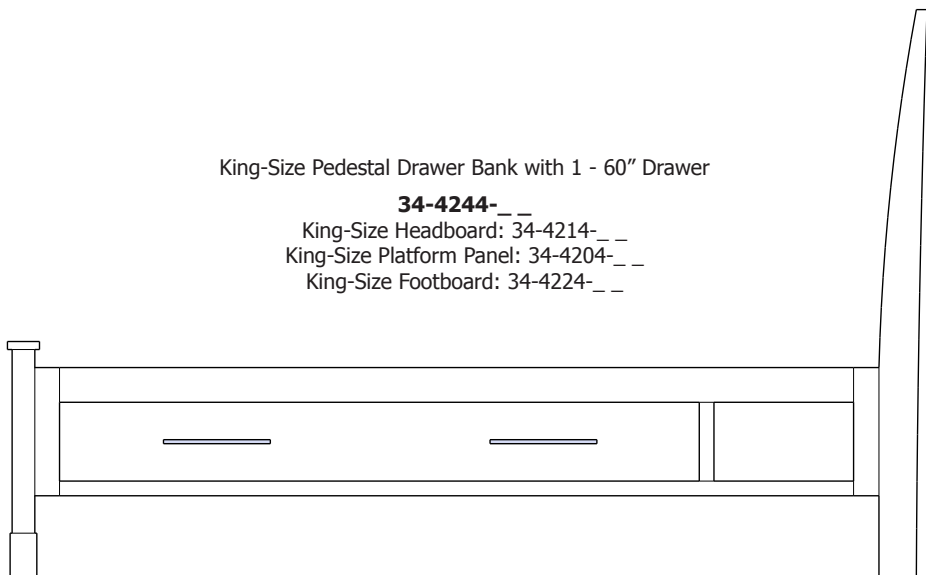 King-Size Pedestal Drawer Bank with 1 - 60” Drawer
34-4244-_ _
King-Size Headboard: 34-4214-_ _
King-Size Platform Panel: 34-4204-_ _
King-Size Footboard: 34-4224-_ _